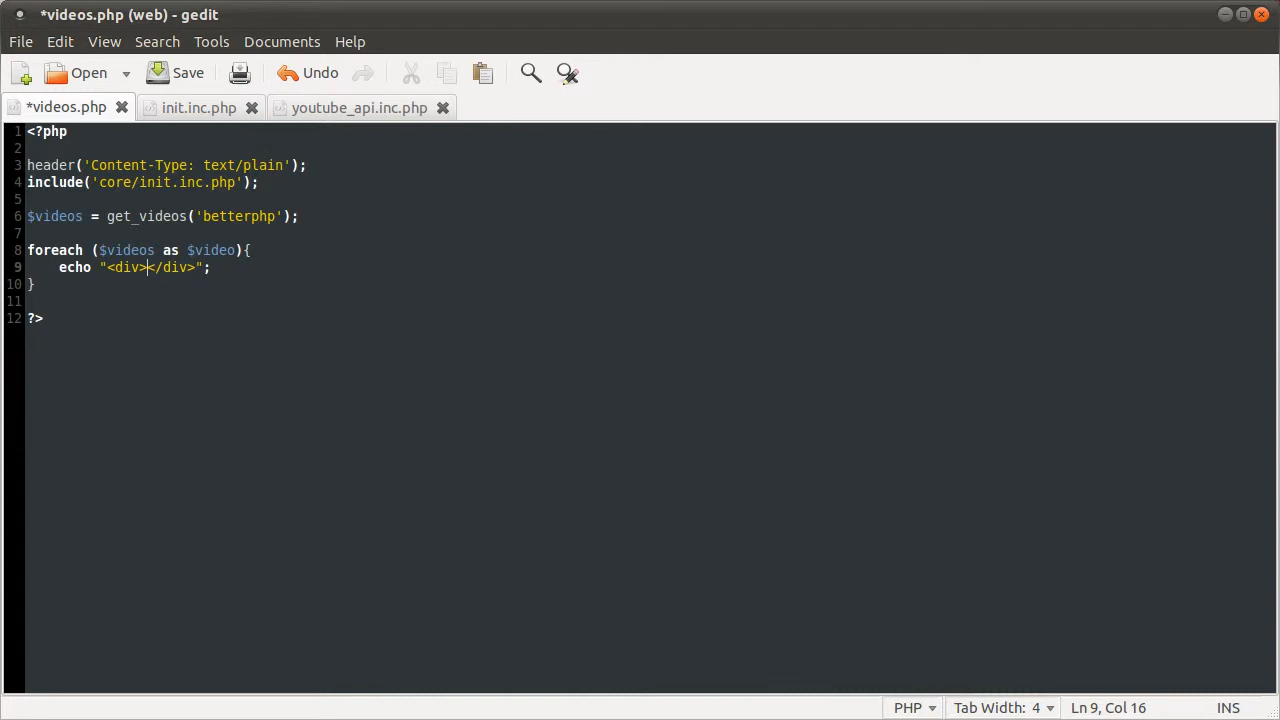 *videos.php (web) - gedit
File Edit View Search Tools Documents Help
Open Save Undo
*videos.php init.inc.php youtube_api.inc.php
1 <?php
2
3 header('Content-Type: text/plain');
4 include('core/init.inc.php');
5
6 $videos = get_videos('betterphp');
7
8 foreach ($videos as $video){
9 echo "<div></div>";
10 }
11
12 ?>
PHP Tab Width: 4 Ln 9, Col 16 INS